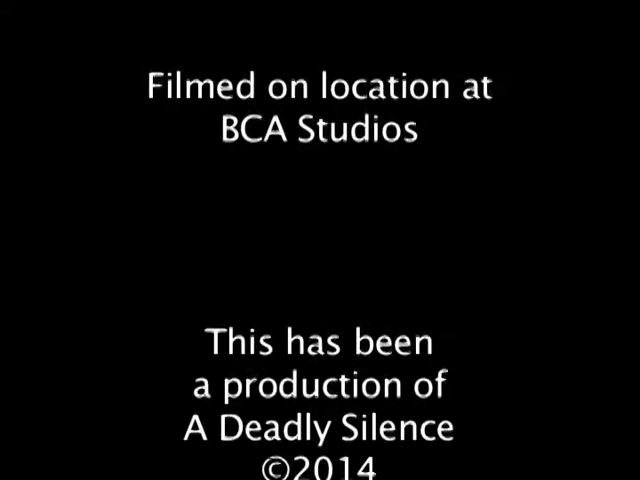 Filmed on location at
BCA Studios
This has been
a production of
A Deadly Silence
©2014